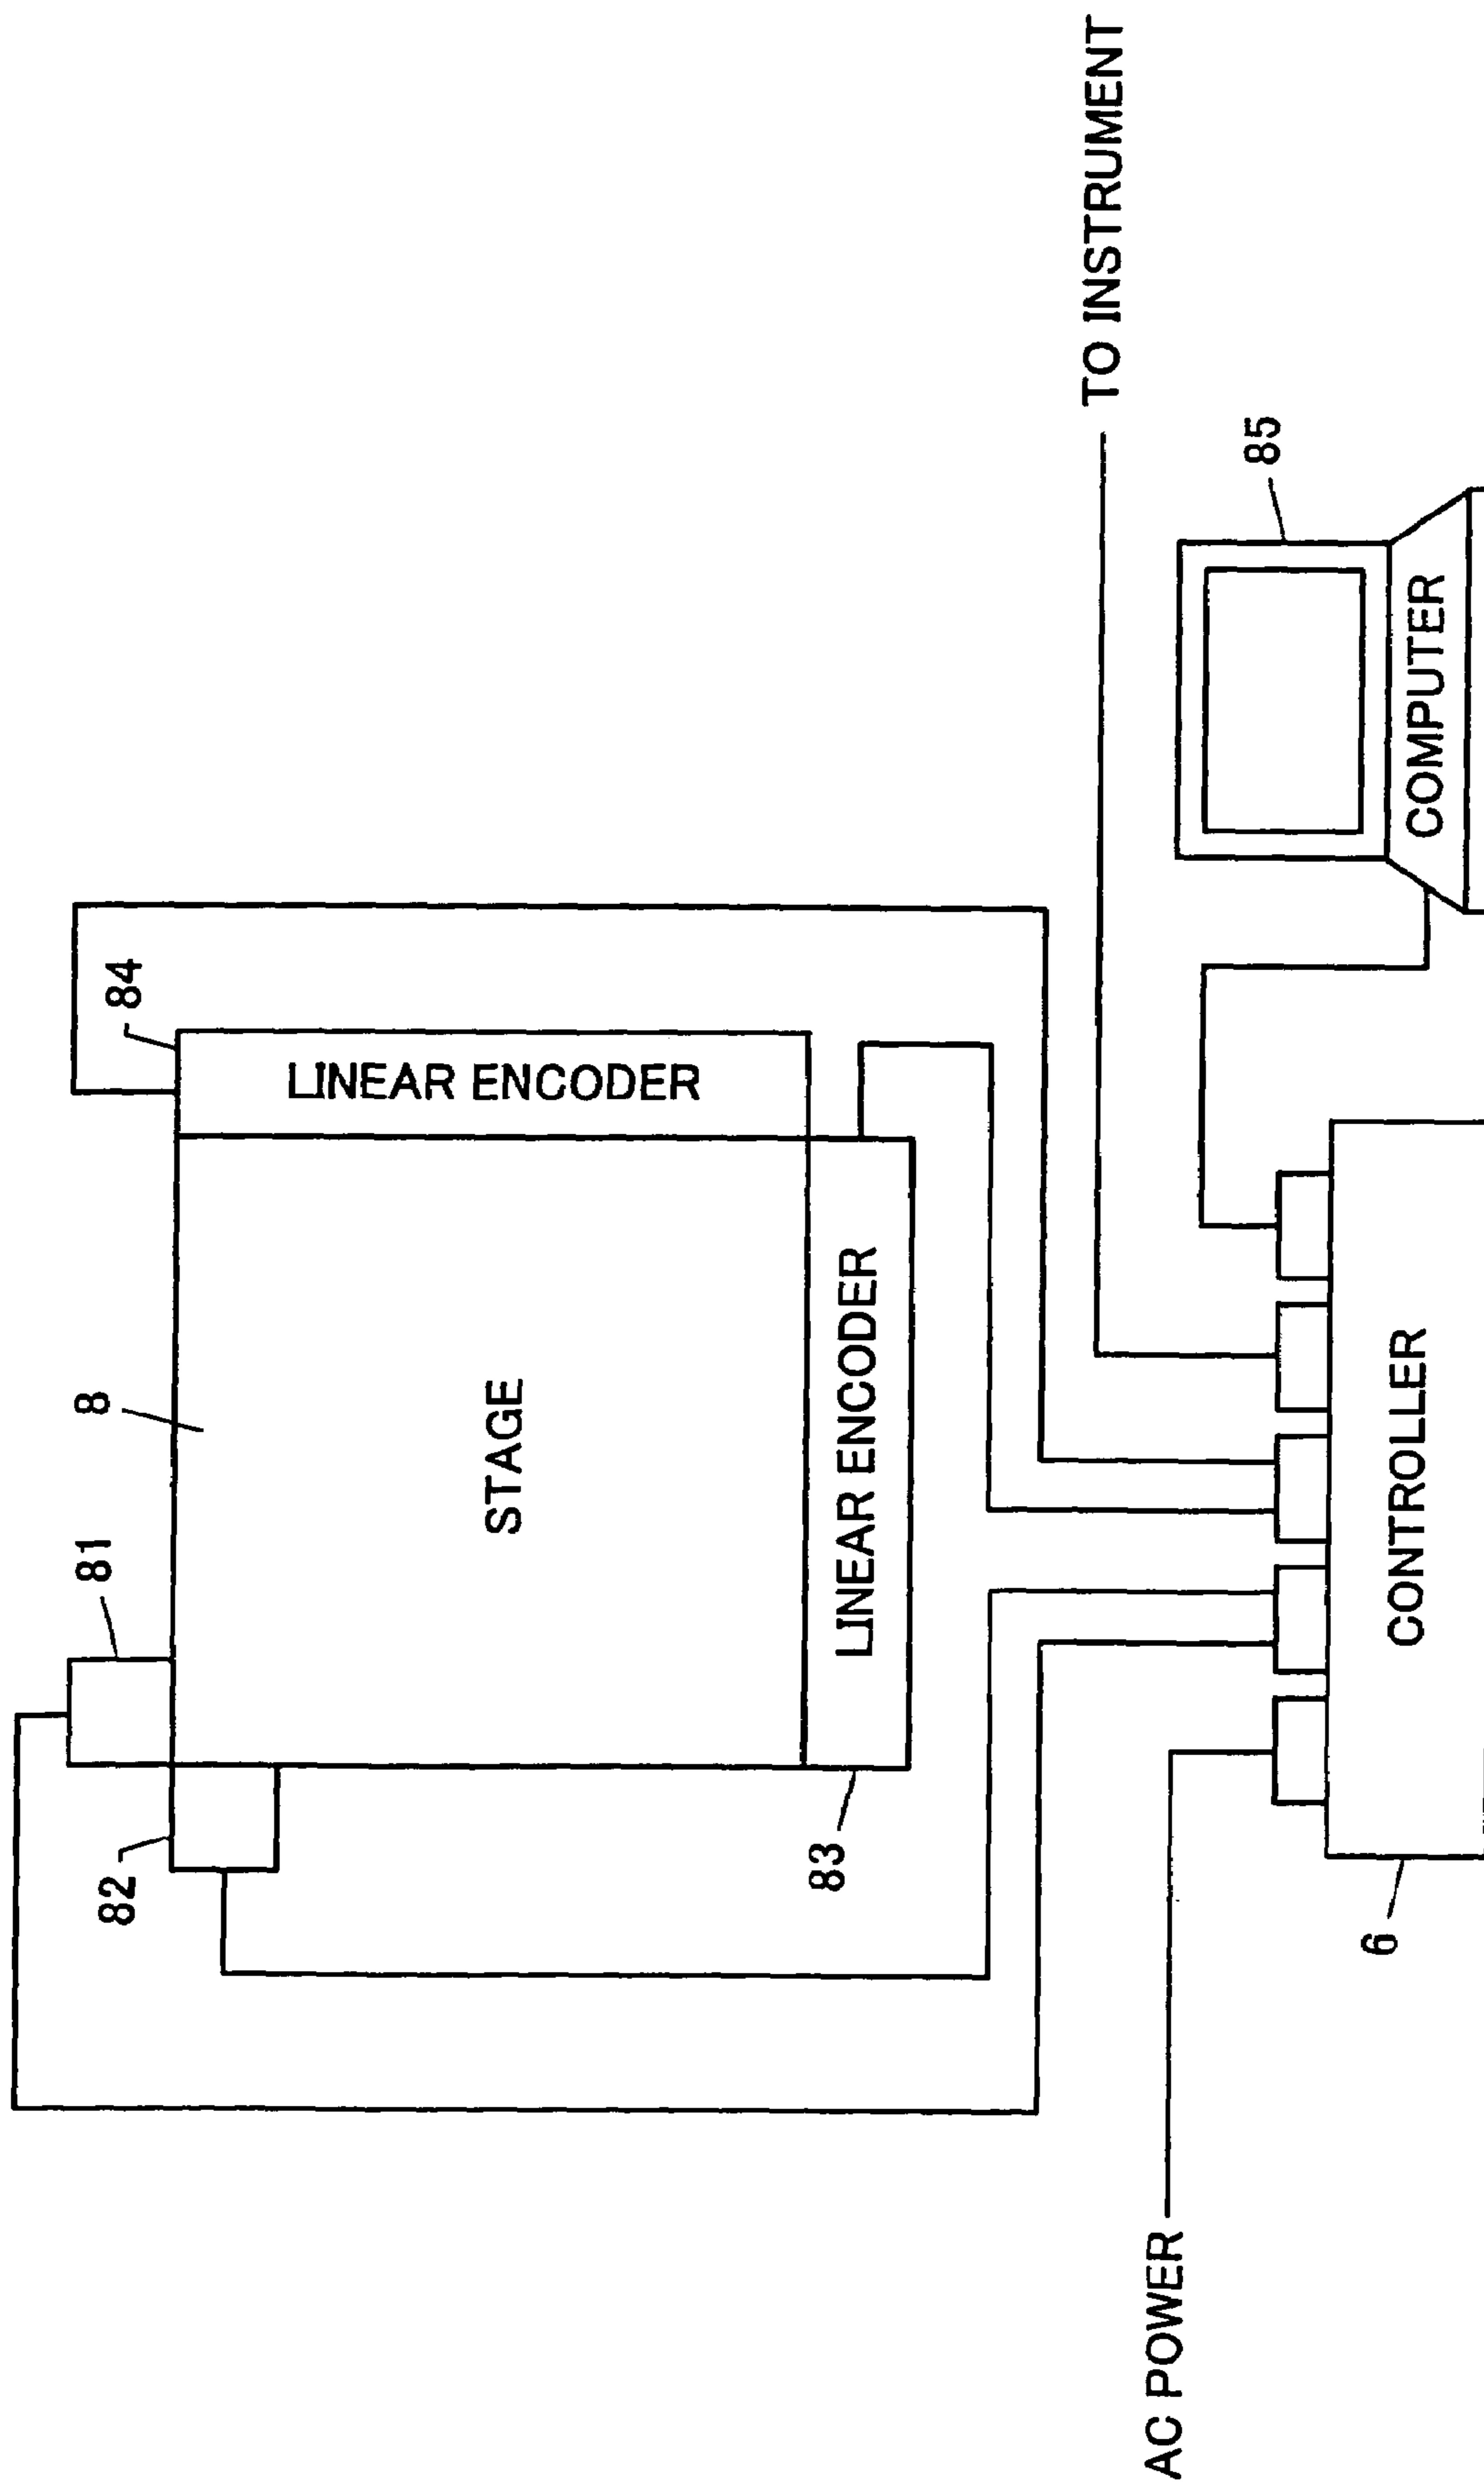 81
8
84
82
STAGE
LINEAR ENCODER
83
LINEAR ENCODER
TO INSTRUMENT
AC POWER
85
6
CONTROLLER
COMPUTER